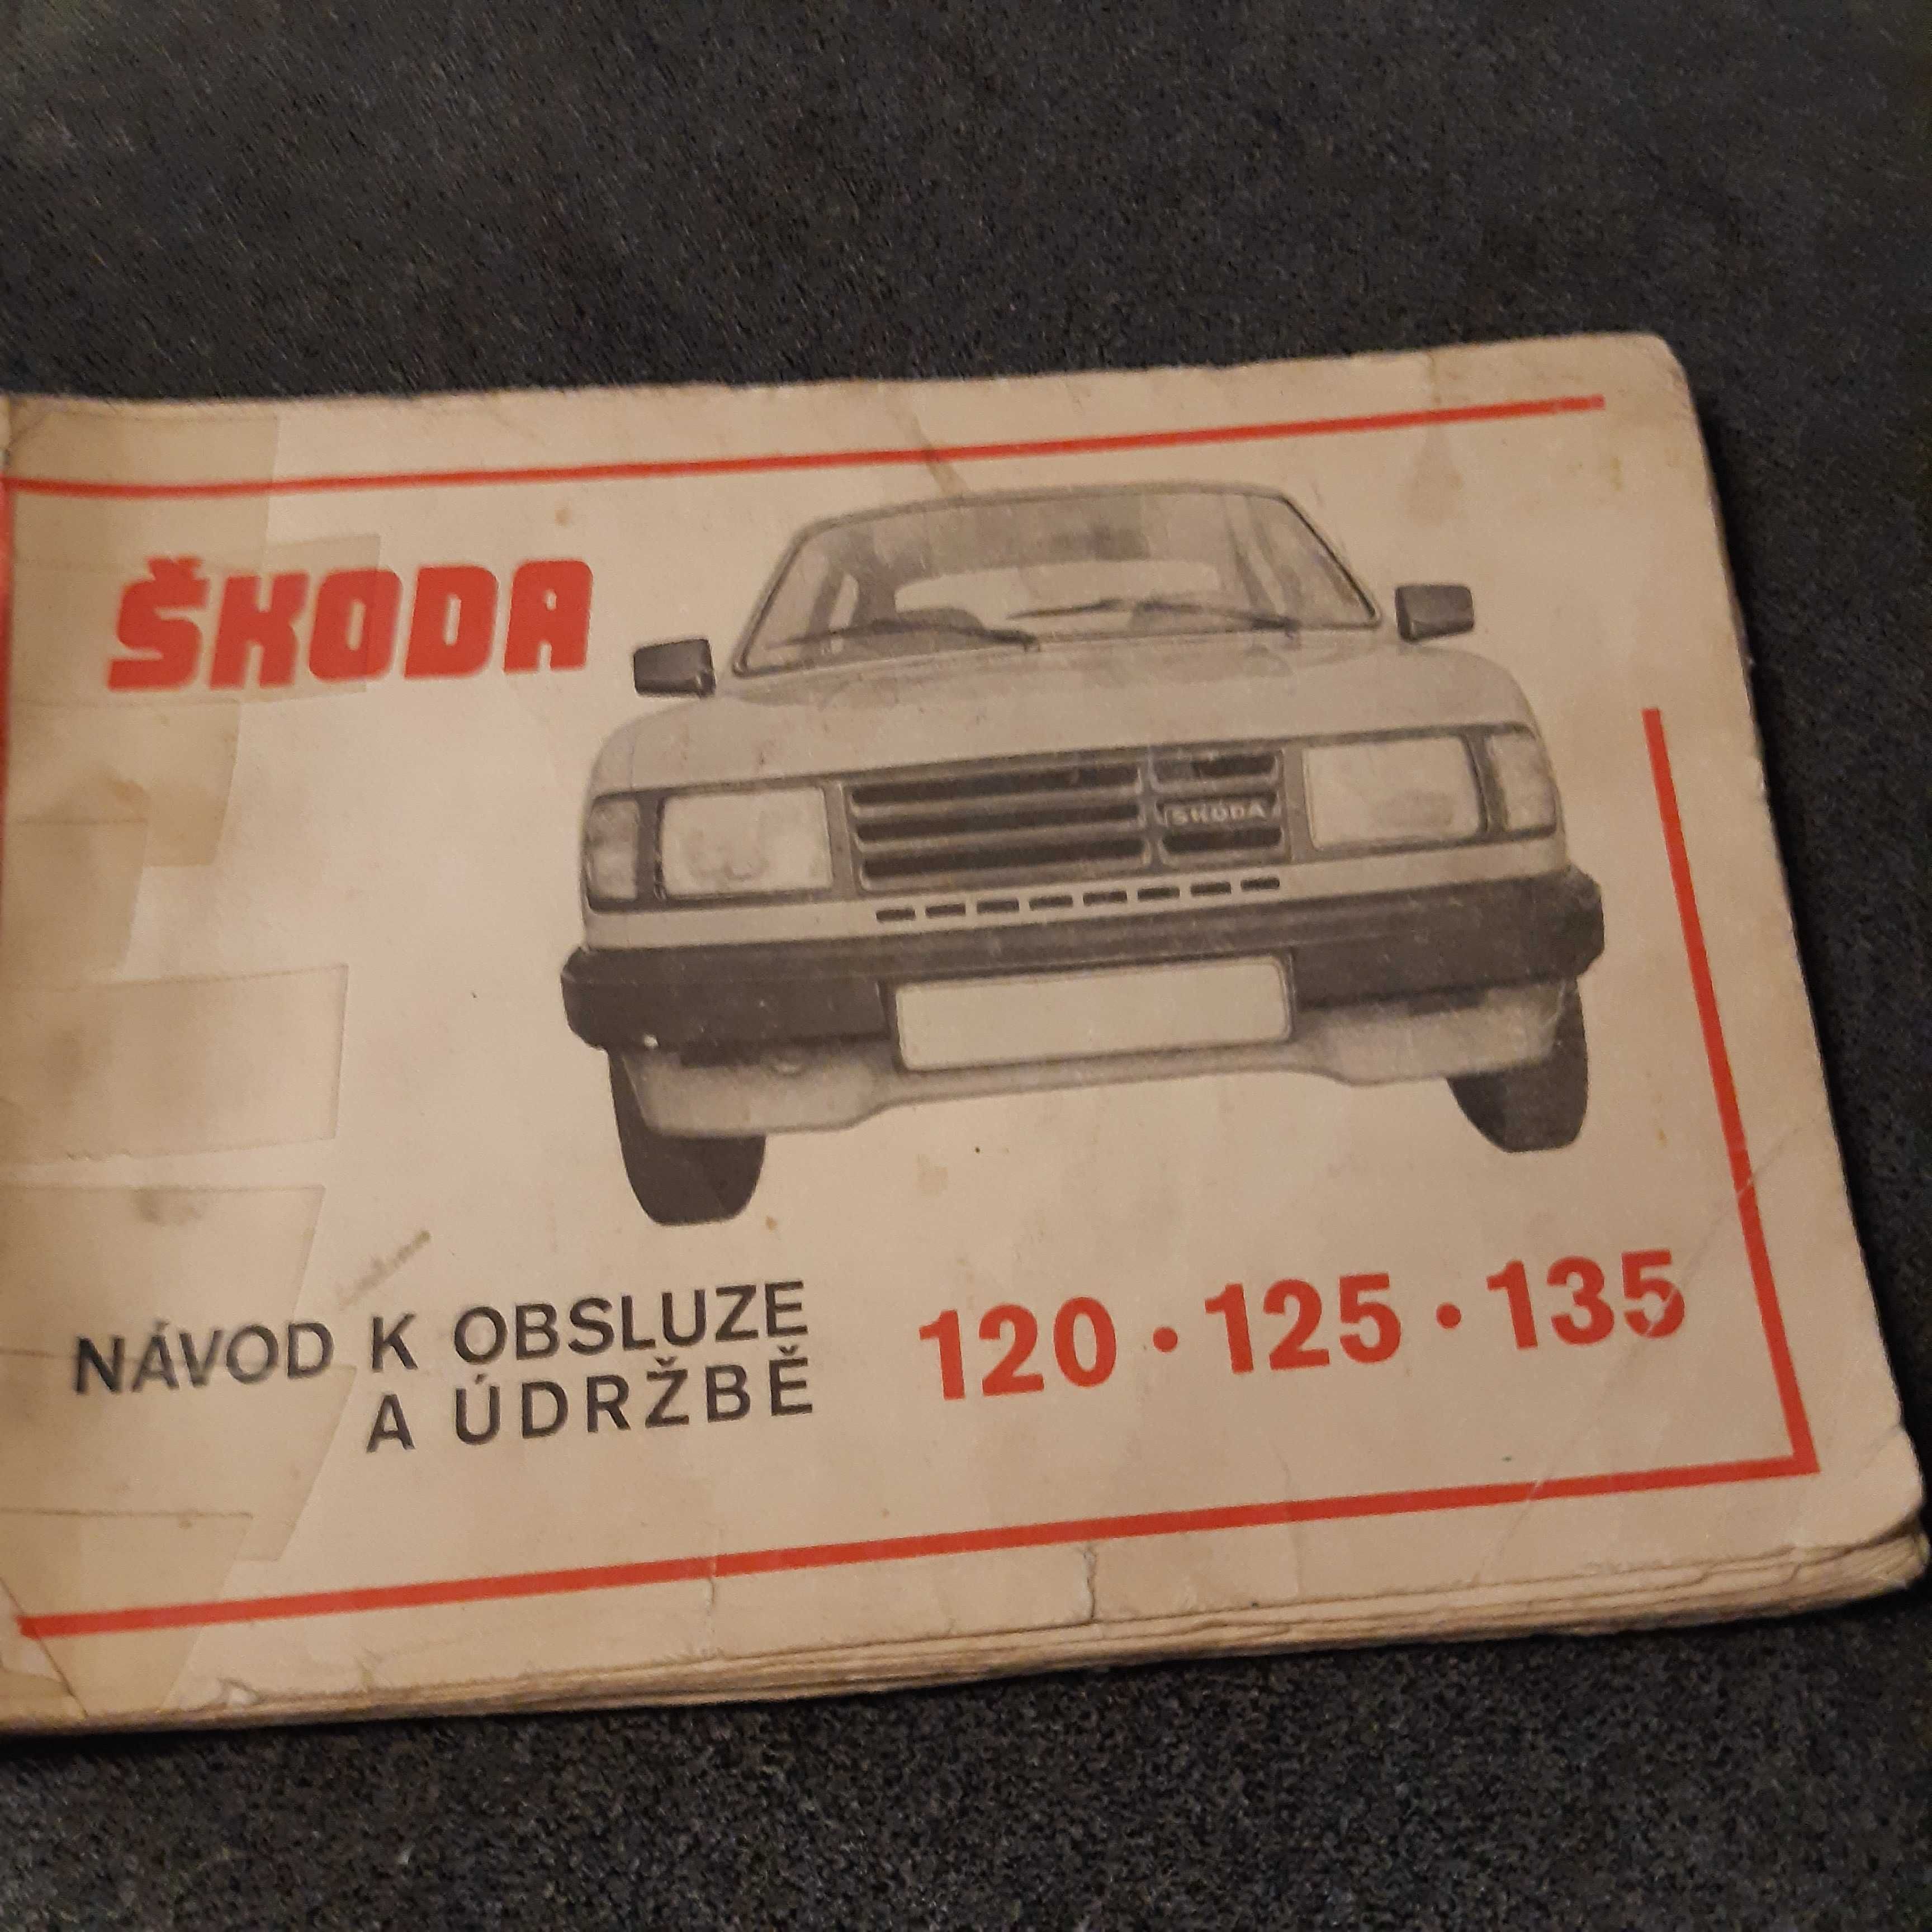 ŠKODA
ŠKODA
NÁVOD K OBSLUZE
A ÚDRŽBĚ
120 • 125 • 135